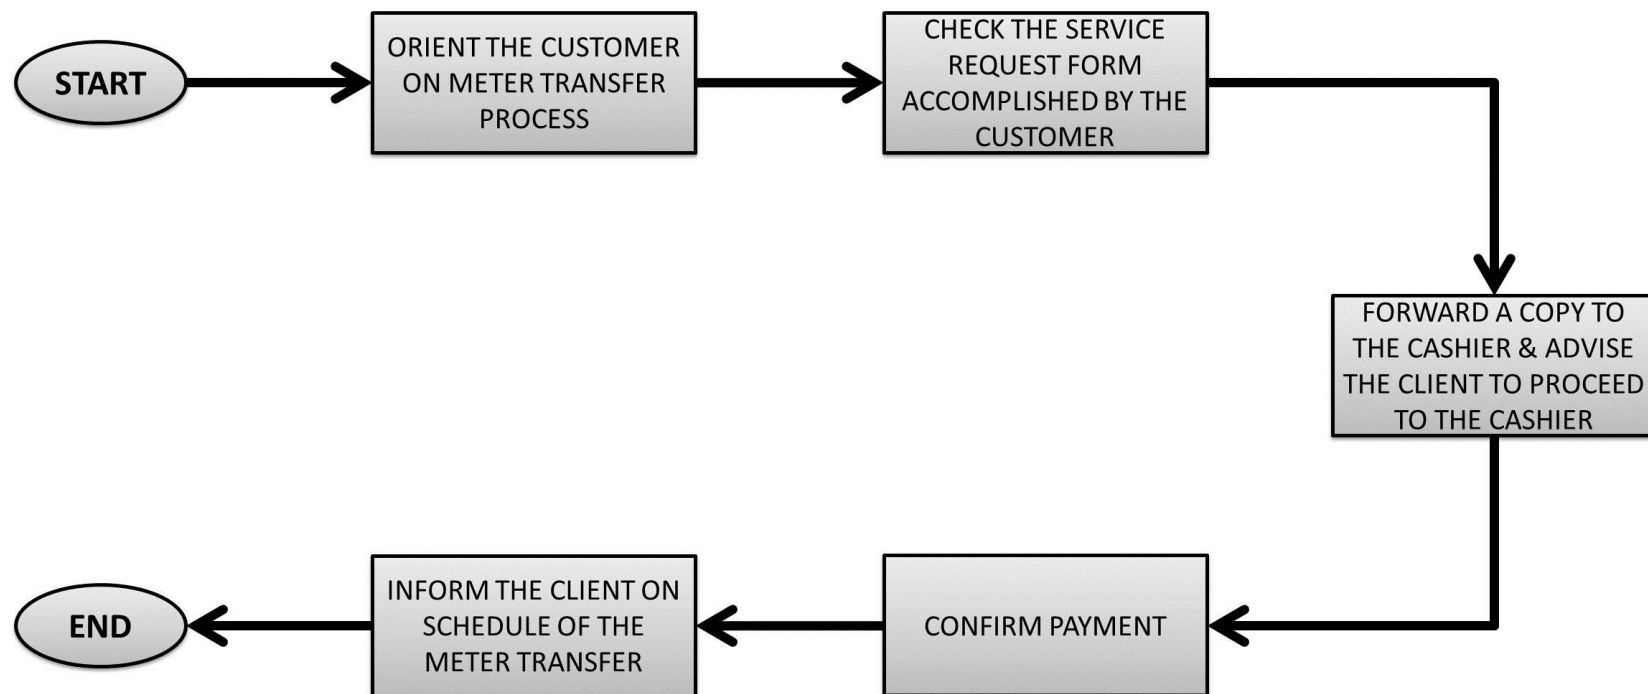 START
ORIENT THE CUSTOMER
ON METER TRANSFER
PROCESS
CHECK THE SERVICE
REQUEST FORM
ACCOMPLISHED BY THE
CUSTOMER
FORWARD A COPY TO
THE CASHIER & ADVISE
THE CLIENT TO PROCEED
TO THE CASHIER
CONFIRM PAYMENT
INFORM THE CLIENT ON
SCHEDULE OF THE
METER TRANSFER
END